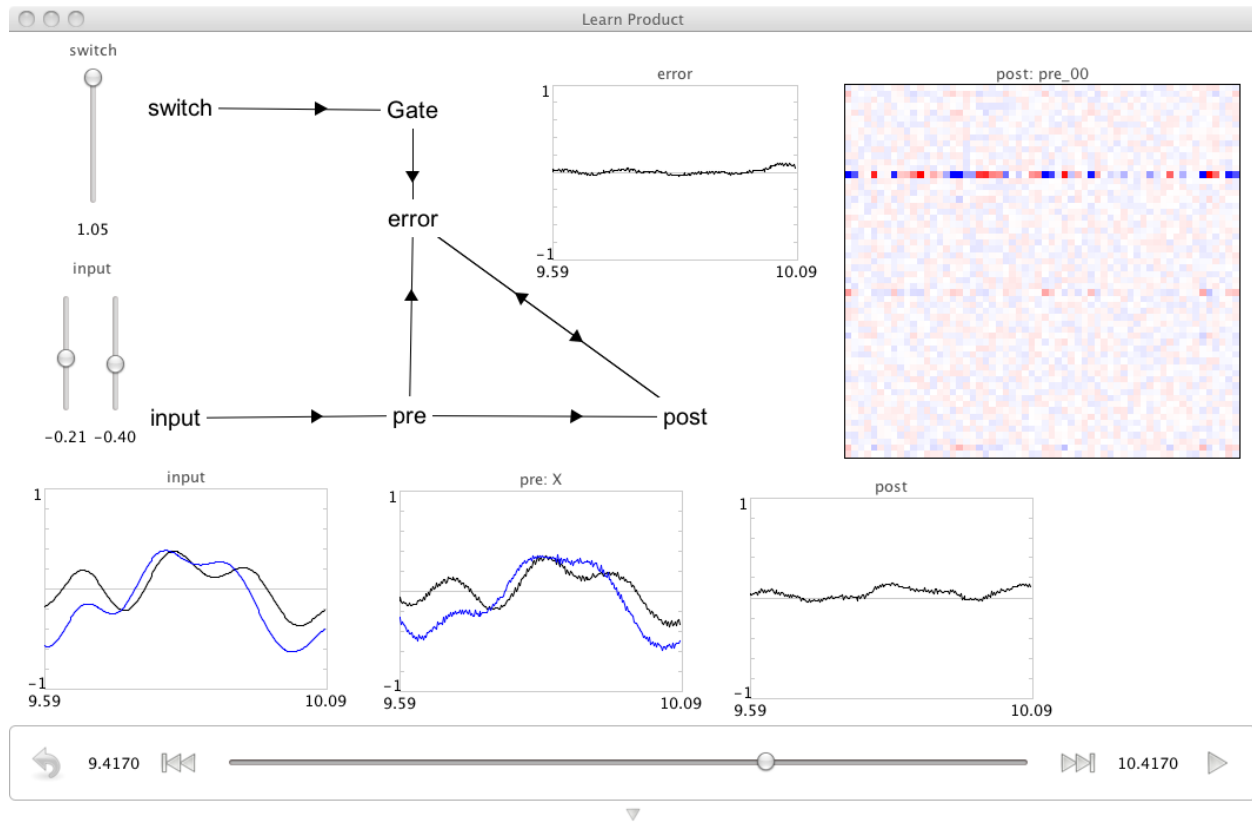 Learn Product
switch
1.05
input
-0.21 -0.40
switch
Gate
error
input
pre
post
error
1
-1
9.59
10.09
post: pre_00
input
1
-1
9.59
10.09
pre: X
1
-1
9.59
10.09
post
1
-1
9.59
10.09
9.4170
10.4170